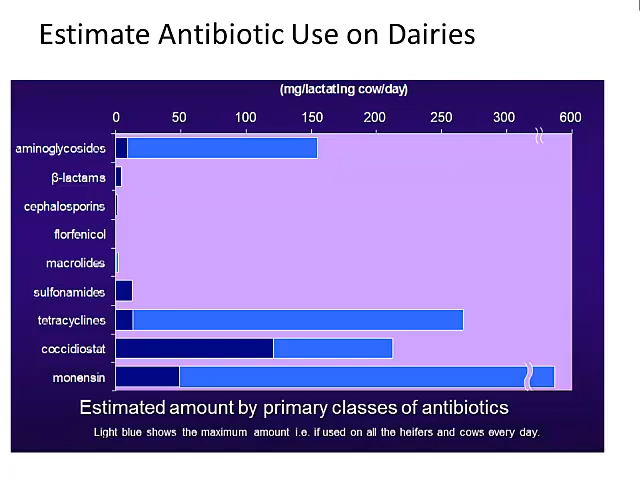 Estimate Antibiotic Use on Dairies
(mg/lactating cow/day)
0 50 100 150 200 250 300 600
aminoglycosides
β-lactams
cephalosporins
florfenicol
macrolides
sulfonamides
tetracyclines
coccidiostat
monensin
Estimated amount by primary classes of antibiotics
Light blue shows the maximum amount i.e. if used on all the heifers and cows every day.